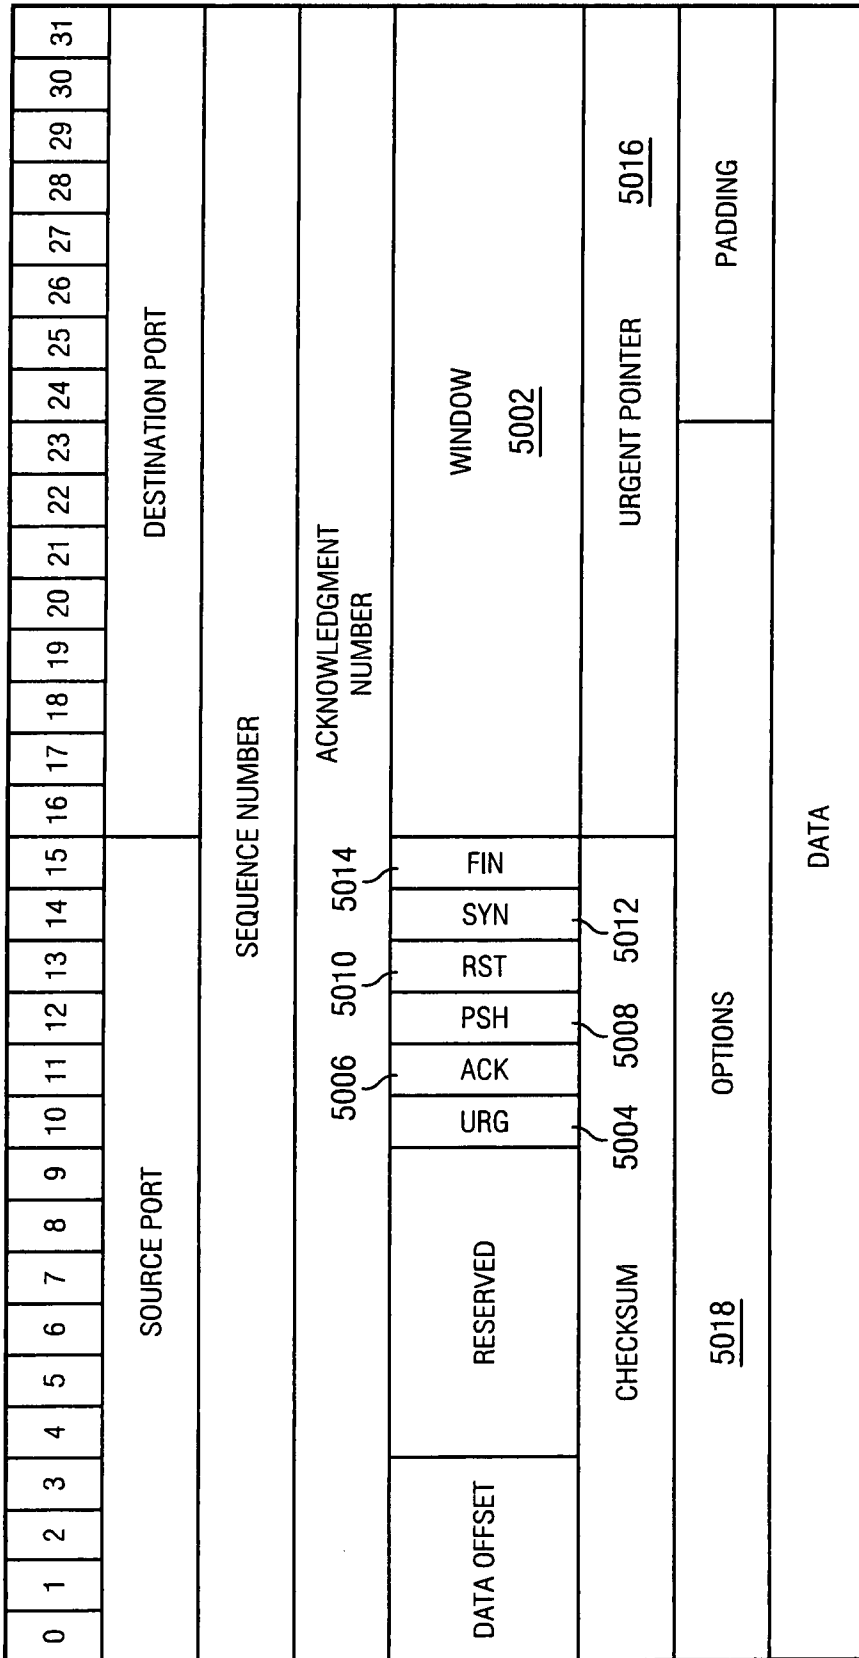 0 1 2 3 4 5 6 7 8 9 10 11 12 13 14 15 16 17 18 19 20 21 22 23 24 25 26 27 28 29 30 31
SOURCE PORT DESTINATION PORT
SEQUENCE NUMBER
ACKNOWLEDGMENT
NUMBER
5006 5010 5014
DATA OFFSET RESERVED URG ACK PSH RST SYN FIN WINDOW
5002
5004 5008 5012
CHECKSUM URGENT POINTER 5016
5018 OPTIONS PADDING
DATA